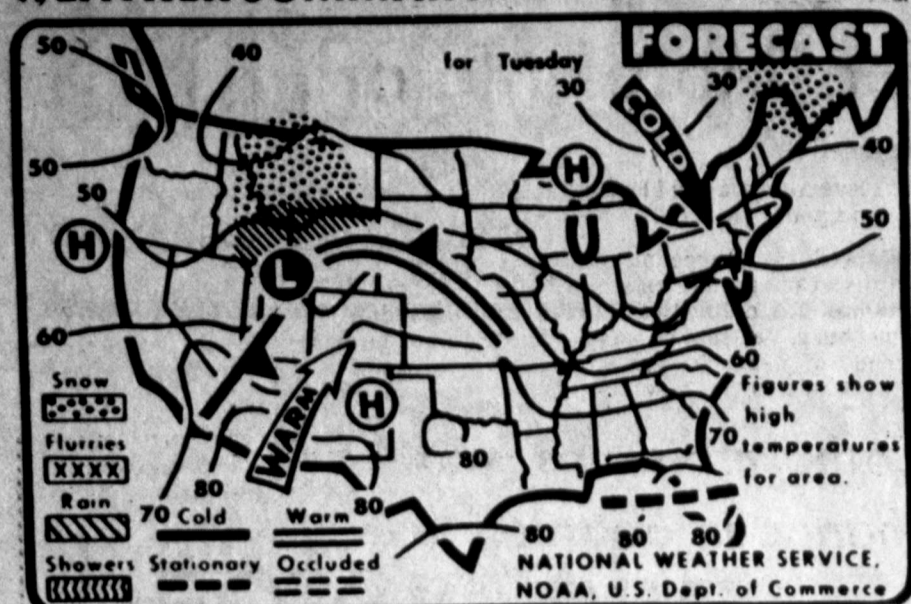 FORECAST
for Tuesday
50
40
30
30
COLD
50
H
40
50
H
50
L
60
60
WARM
H
70
80
80
80
70
80
80
80
Snow
Flurries
XXXX
Rain
Showers
Cold
Warm
Stationary
Occluded
Figures show
high
temperatures
for area.
NATIONAL WEATHER SERVICE,
NOAA, U.S. Dept. of Commerce